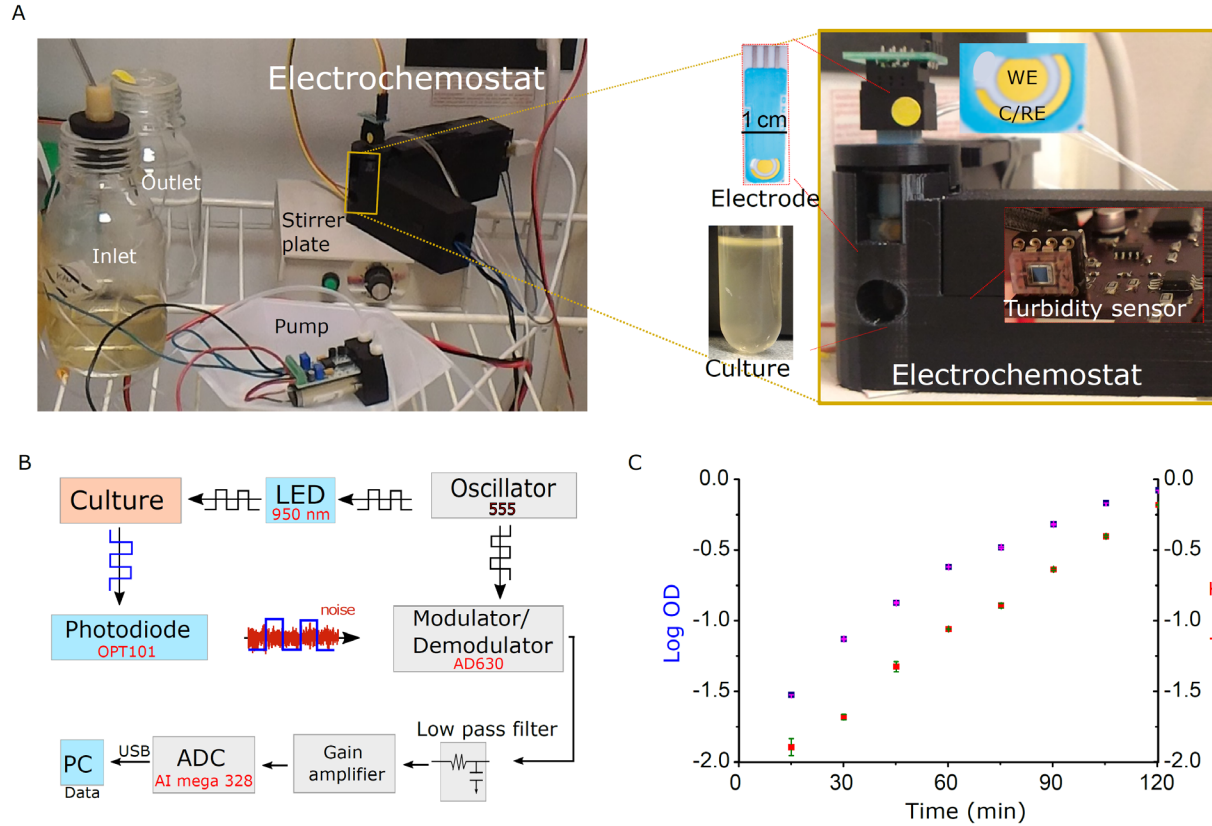 A
Electrochemostat
Outlet
Inlet
Stirrer
plate
Pump
1 cm
Electrode
Culture
WE
C/RE
Turbidity sensor
Electrochemostat
B
Culture
LED
950 nm
Oscillator
555
Photodiode
OPT101
noise
Modulator/
Demodulator
AD630
Low pass filter
Gain
amplifier
ADC
AI mega 328
USB
PC
Data
C
0.0
-0.5
-1.0
-1.5
-2.0
Log OD
0.0
-0.5
-1.0
-1.5
-2.0
0
30
60
90
120
Time (min)